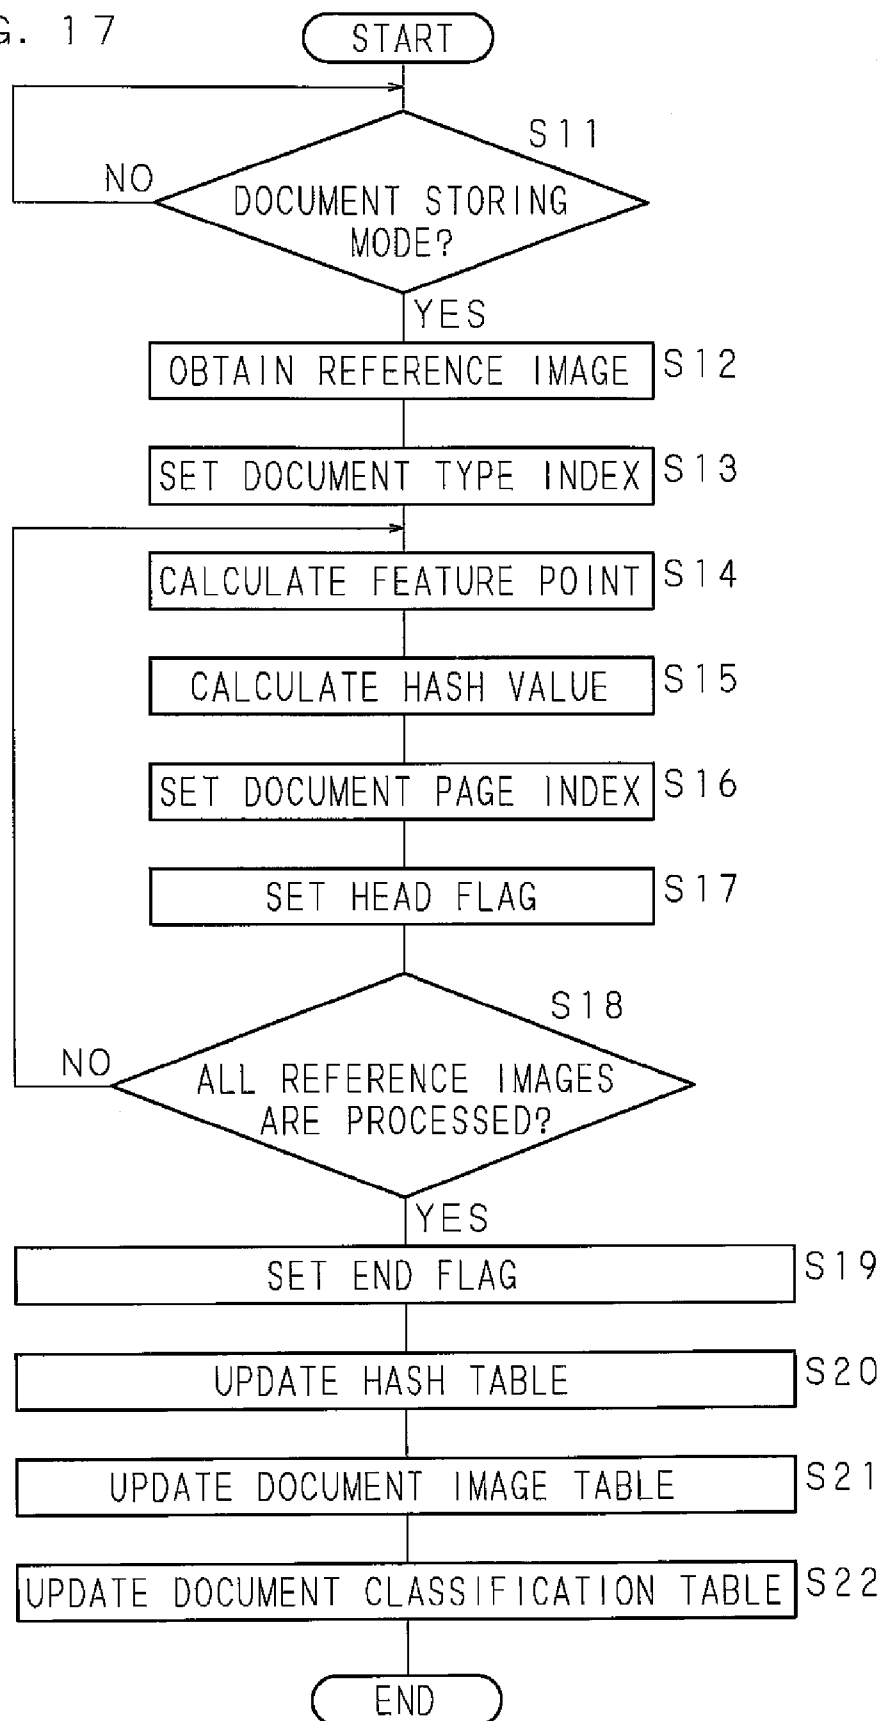 G. 17
START
S11
NO
DOCUMENT STORING
MODE?
YES
OBTAIN REFERENCE IMAGE S12
SET DOCUMENT TYPE INDEX S13
CALCULATE FEATURE POINT S14
CALCULATE HASH VALUE S15
SET DOCUMENT PAGE INDEX S16
SET HEAD FLAG S17
S18
NO
ALL REFERENCE IMAGES
ARE PROCESSED?
YES
SET END FLAG S19
UPDATE HASH TABLE S20
UPDATE DOCUMENT IMAGE TABLE S21
UPDATE DOCUMENT CLASSIFICATION TABLE S22
END